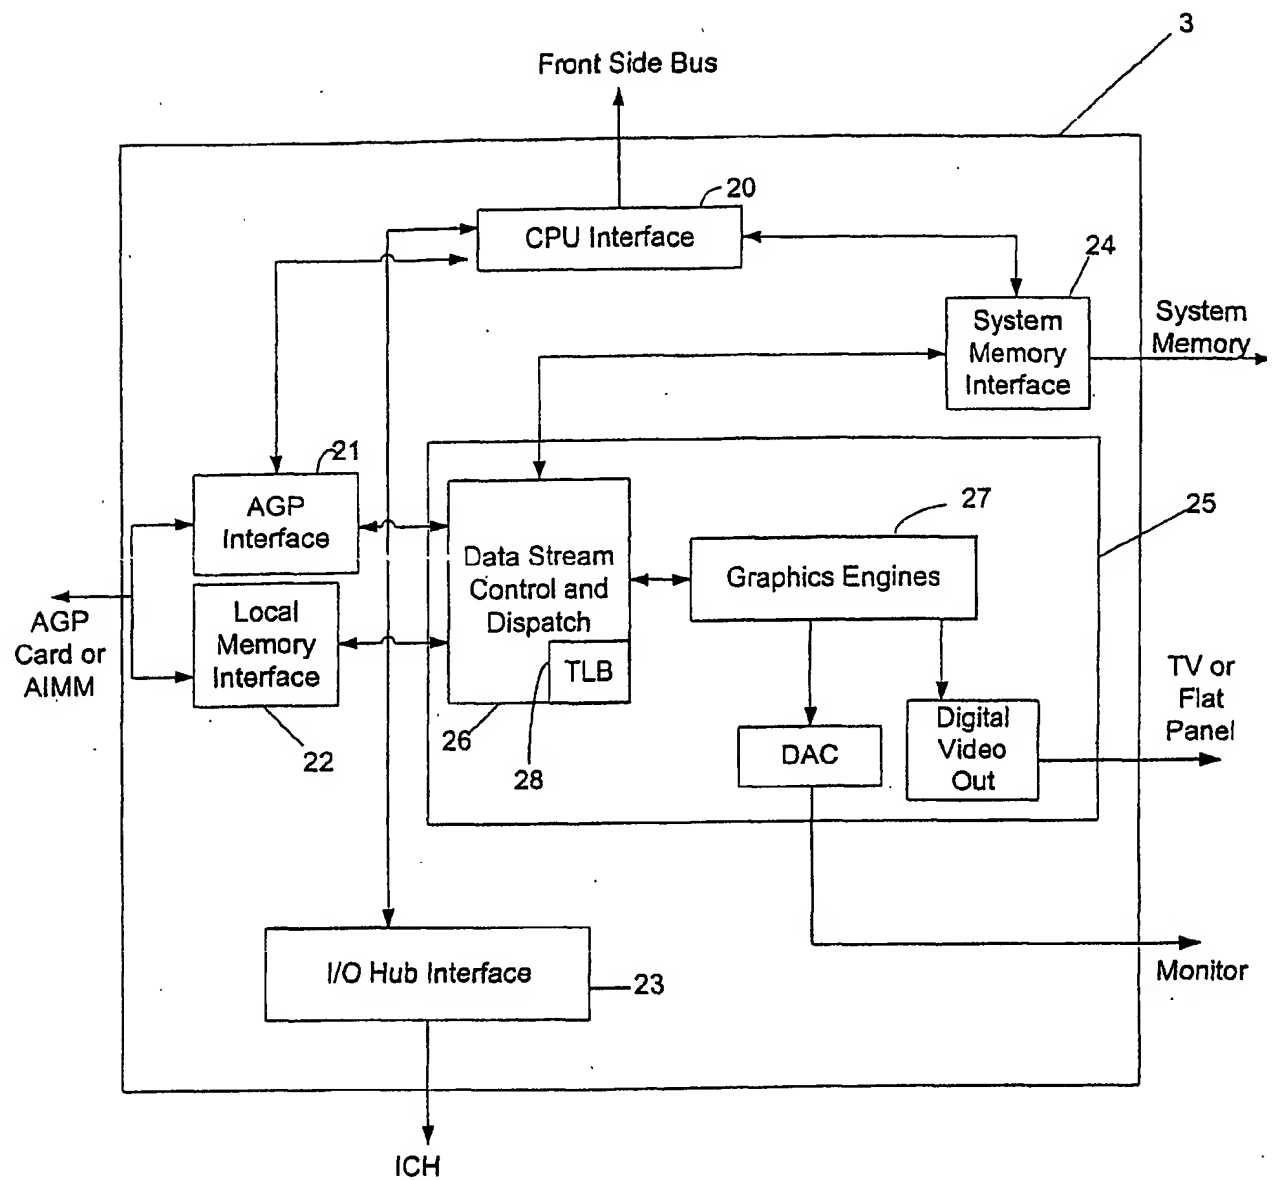 3
Front Side Bus
20
CPU Interface
24
System
Memory
Interface
System
Memory
21
AGP
Interface
27
25
Data Stream
Control and
Dispatch
Graphics Engines
AGP
Card or
AIMM
Local
Memory
Interface
TLB
TV or
Flat
Panel
Digital
Video
Out
26
22
28
DAC
I/O Hub Interface
23
Monitor
ICH